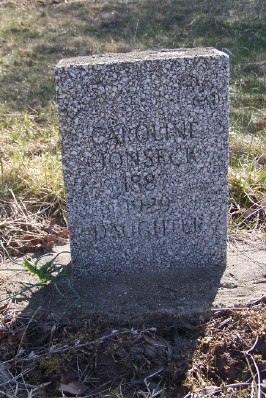 CAROLINE
JONSECK
188
1929
DAUGHTER